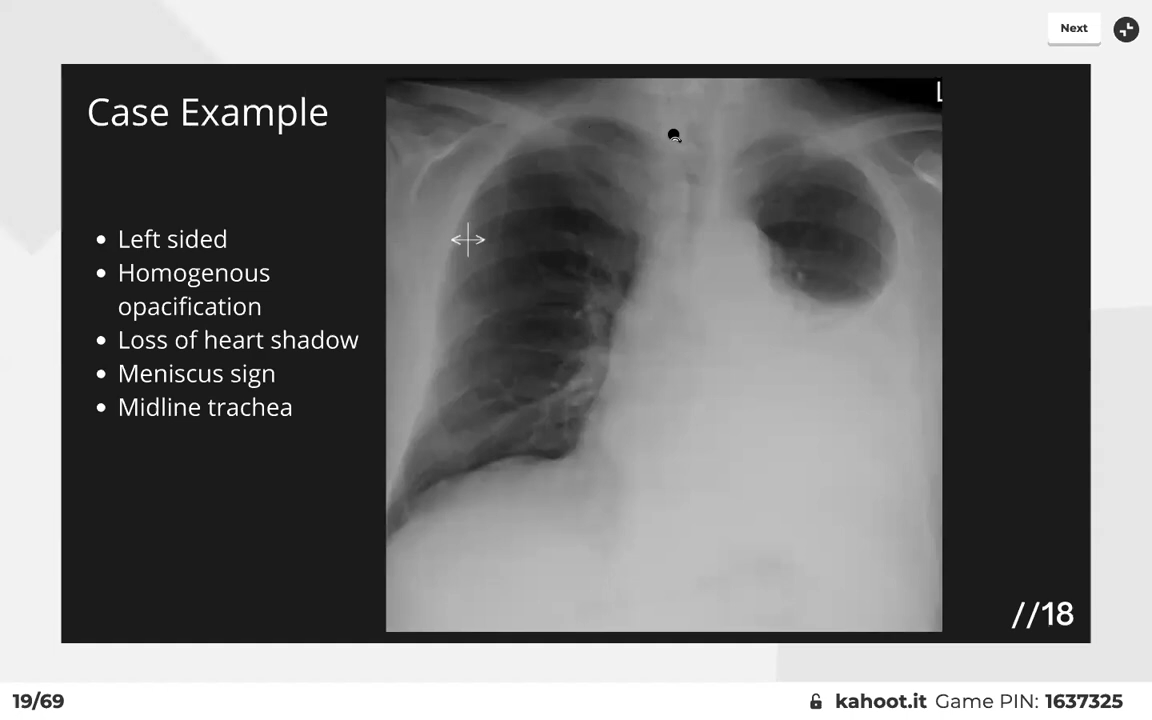 Next
Case Example
L
• Left sided
• Homogenous
opacification
• Loss of heart shadow
• Meniscus sign
• Midline trachea
//18
19/69
kahoot.it Game PIN: 1637325